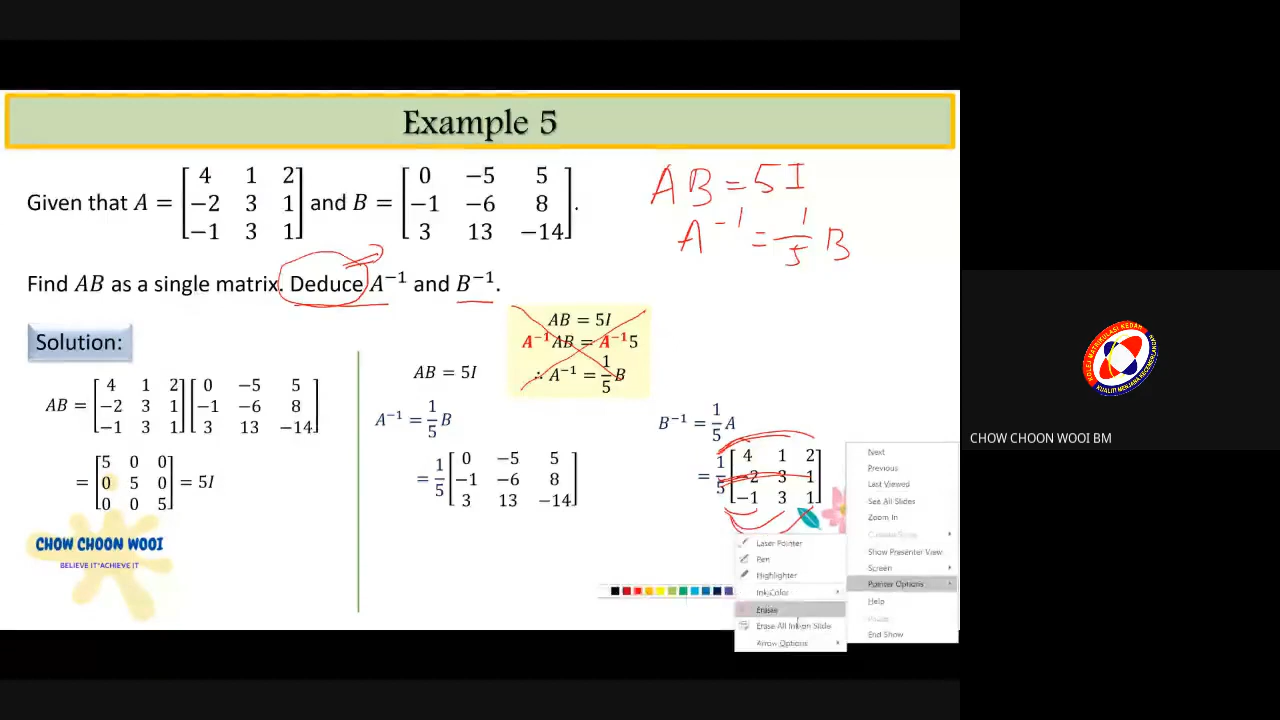 Example 5
Given that A = [4 1 2; −2 3 1; −1 3 1] and B = [0 −5 5; −1 −6 8; 3 13 −14].
AB = 5I
A⁻¹ = 1/5 B
Find AB as a single matrix. Deduce A⁻¹ and B⁻¹.
Solution:
AB = [4 1 2; −2 3 1; −1 3 1] [0 −5 5; −1 −6 8; 3 13 −14]
= [5 0 0; 0 5 0; 0 0 5] = 5I
CHOW CHOON WOOI
BELIEVE IT*ACHIEVE IT
AB = 5I
A⁻¹ = 1/5 B
= 1/5 [0 −5 5; −1 −6 8; 3 13 −14]
AB = 5I
A⁻¹AB = A⁻¹5
∴ A⁻¹ = 1/5 B
B⁻¹ = 1/5 A
= 1/5 [4 1 2; −2 3 1; −1 3 1]
Laser Pointer
Pen
Highlighter
Ink Color
Eraser
Erase All Ink on Slide
Arrow Options
Next
Previous
Last Viewed
See All Slides
Zoom In
Show Presenter View
Screen
Pointer Options
Help
Pause
End Show
KOLEJ MATRIKULASI KEDAH
CHOW CHOON WOOI BM